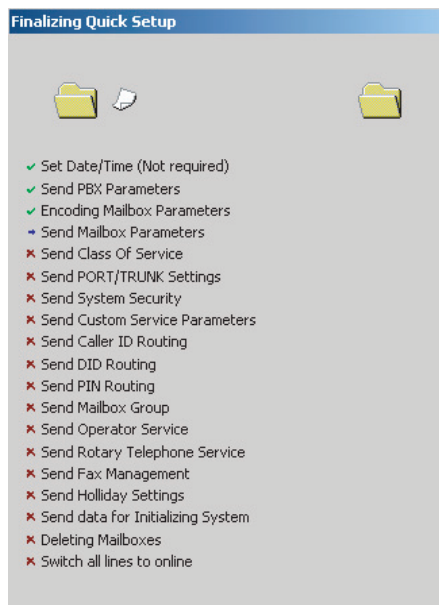 Finalizing Quick Setup
Set Date/Time (Not required)
Send PBX Parameters
Encoding Mailbox Parameters
Send Mailbox Parameters
Send Class Of Service
Send PORT/TRUNK Settings
Send System Security
Send Custom Service Parameters
Send Caller ID Routing
Send DID Routing
Send PIN Routing
Send Mailbox Group
Send Operator Service
Send Rotary Telephone Service
Send Fax Management
Send Holliday Settings
Send data for Initializing System
Deleting Mailboxes
Switch all lines to online